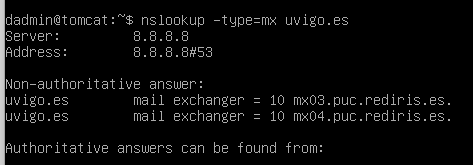 dadmin@tomcat:~$ nslookup -type=mx uvigo.es
Server: 8.8.8.8
Address: 8.8.8.8#53
Non-authoritative answer:
uvigo.es mail exchanger = 10 mx03.puc.rediris.es.
uvigo.es mail exchanger = 10 mx04.puc.rediris.es.
Authoritative answers can be found from: